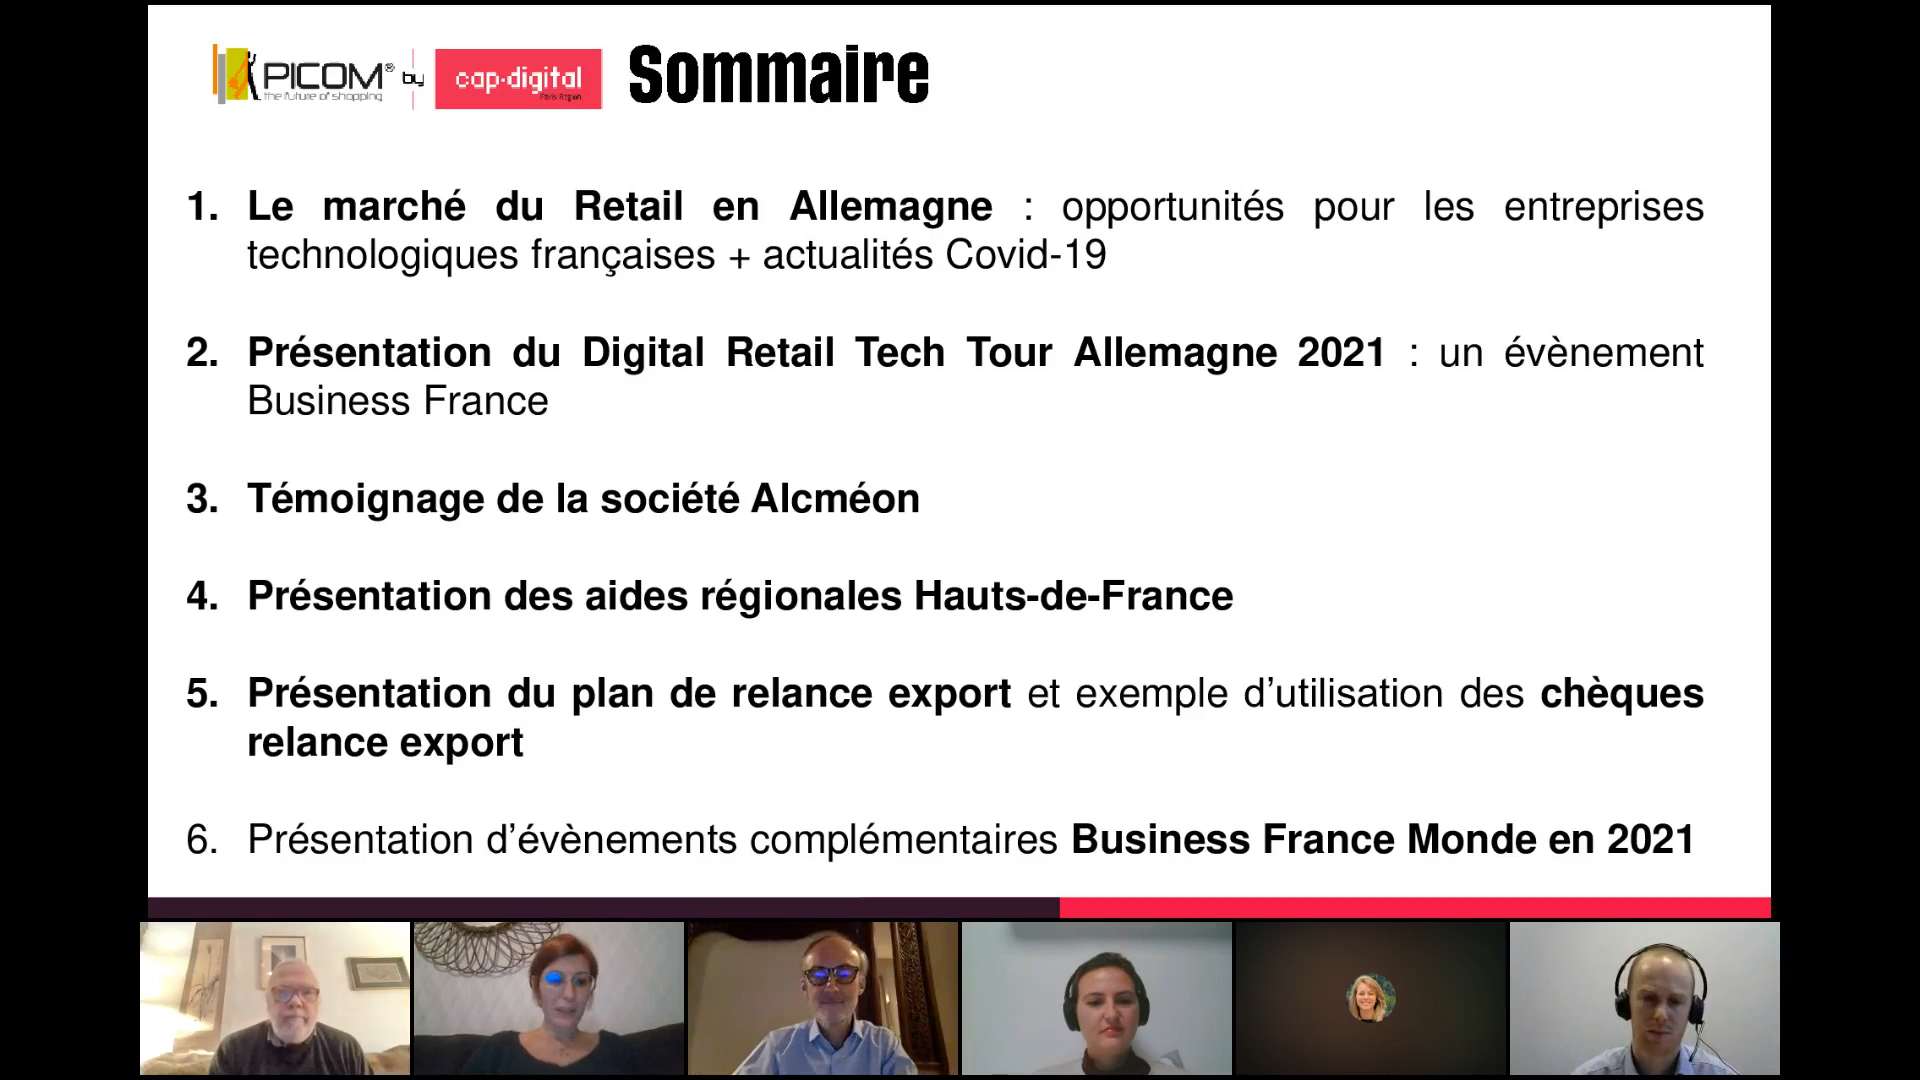 PICOM® by cap·digital Sommaire
the future of shopping
Paris Région
1. Le marché du Retail en Allemagne : opportunités pour les entreprises
technologiques françaises + actualités Covid-19
2. Présentation du Digital Retail Tech Tour Allemagne 2021 : un évènement
Business France
3. Témoignage de la société Alcméon
4. Présentation des aides régionales Hauts-de-France
5. Présentation du plan de relance export et exemple d’utilisation des chèques
relance export
6. Présentation d’évènements complémentaires Business France Monde en 2021